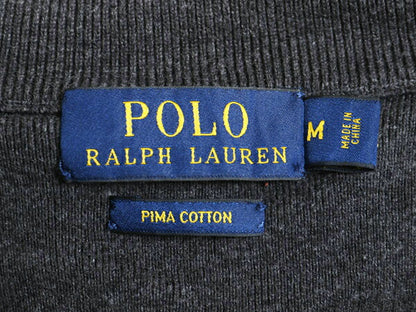 POLO
RALPH LAUREN
M
MADE IN
CHINA
PIMA COTTON